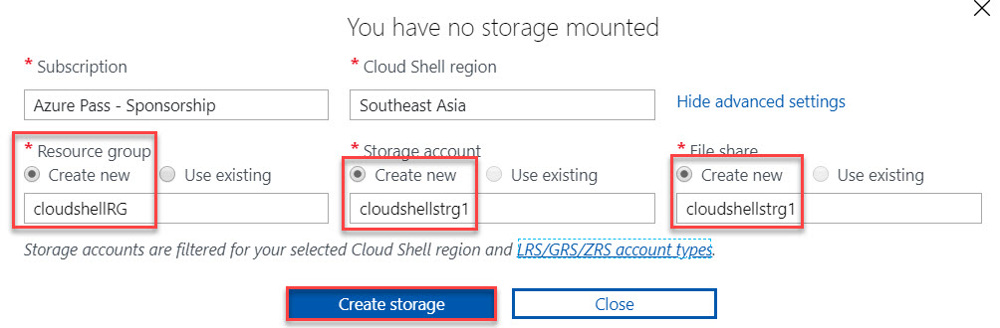 You have no storage mounted
* Subscription
* Cloud Shell region
Azure Pass - Sponsorship
Southeast Asia
Hide advanced settings
* Resource group
* Storage account
* File share
Create new
Use existing
Create new
Use existing
Create new
Use existing
cloudshellRG
cloudshellstrg1
cloudshellstrg1
Storage accounts are filtered for your selected Cloud Shell region and LRS/GRS/ZRS account types.
Create storage
Close